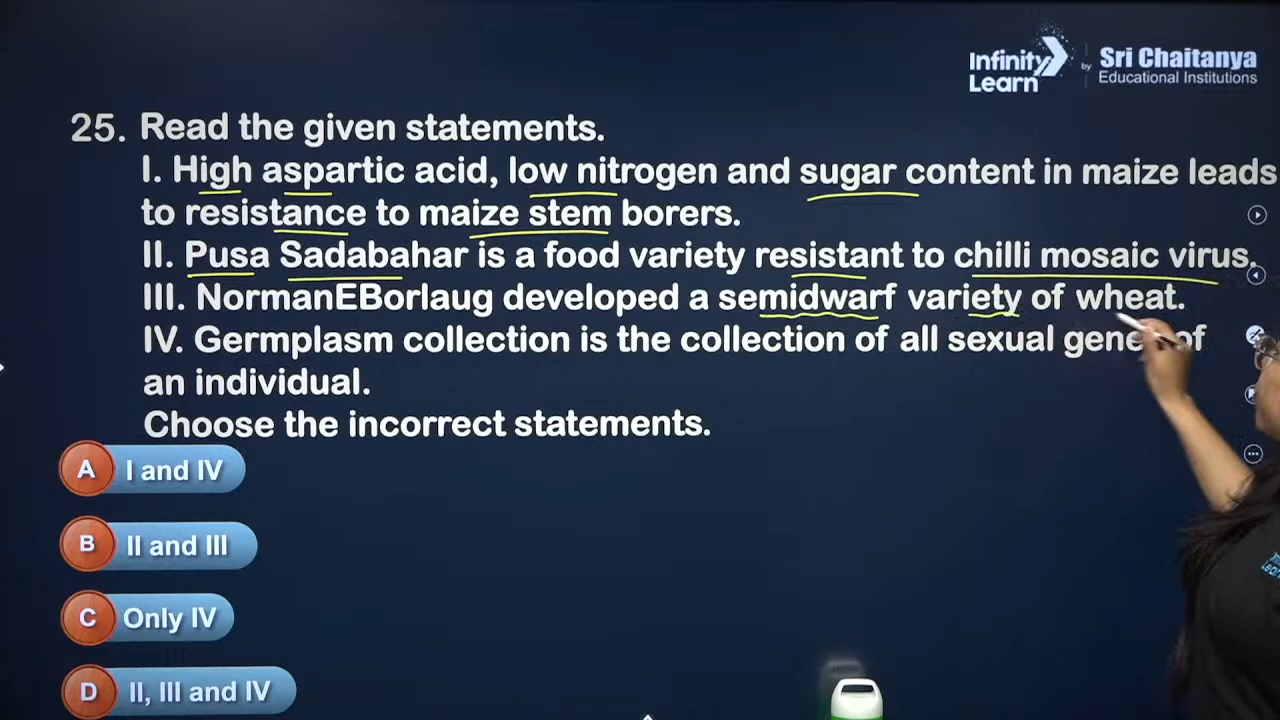 Infinity Learn by Sri Chaitanya Educational Institutions
25. Read the given statements.
I. High aspartic acid, low nitrogen and sugar content in maize leads
to resistance to maize stem borers.
II. Pusa Sadabahar is a food variety resistant to chilli mosaic virus.
III. NormanEBorlaug developed a semidwarf variety of wheat.
IV. Germplasm collection is the collection of all sexual of
an individual.
Choose the incorrect statements.
A I and IV
B II and III
C Only IV
D II, III and IV